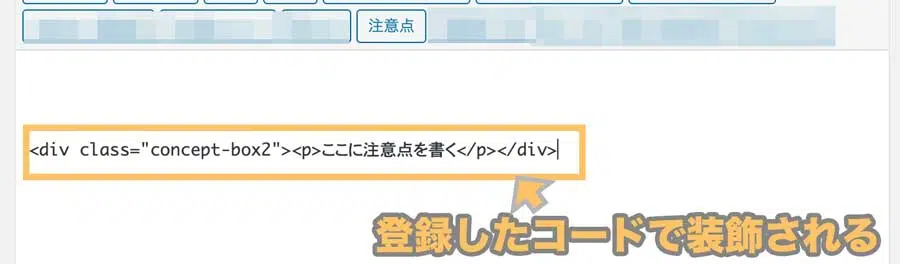 注意点
<div class="concept-box2"><p>ここに注意点を書く</p></div>
登録したコードで装飾される